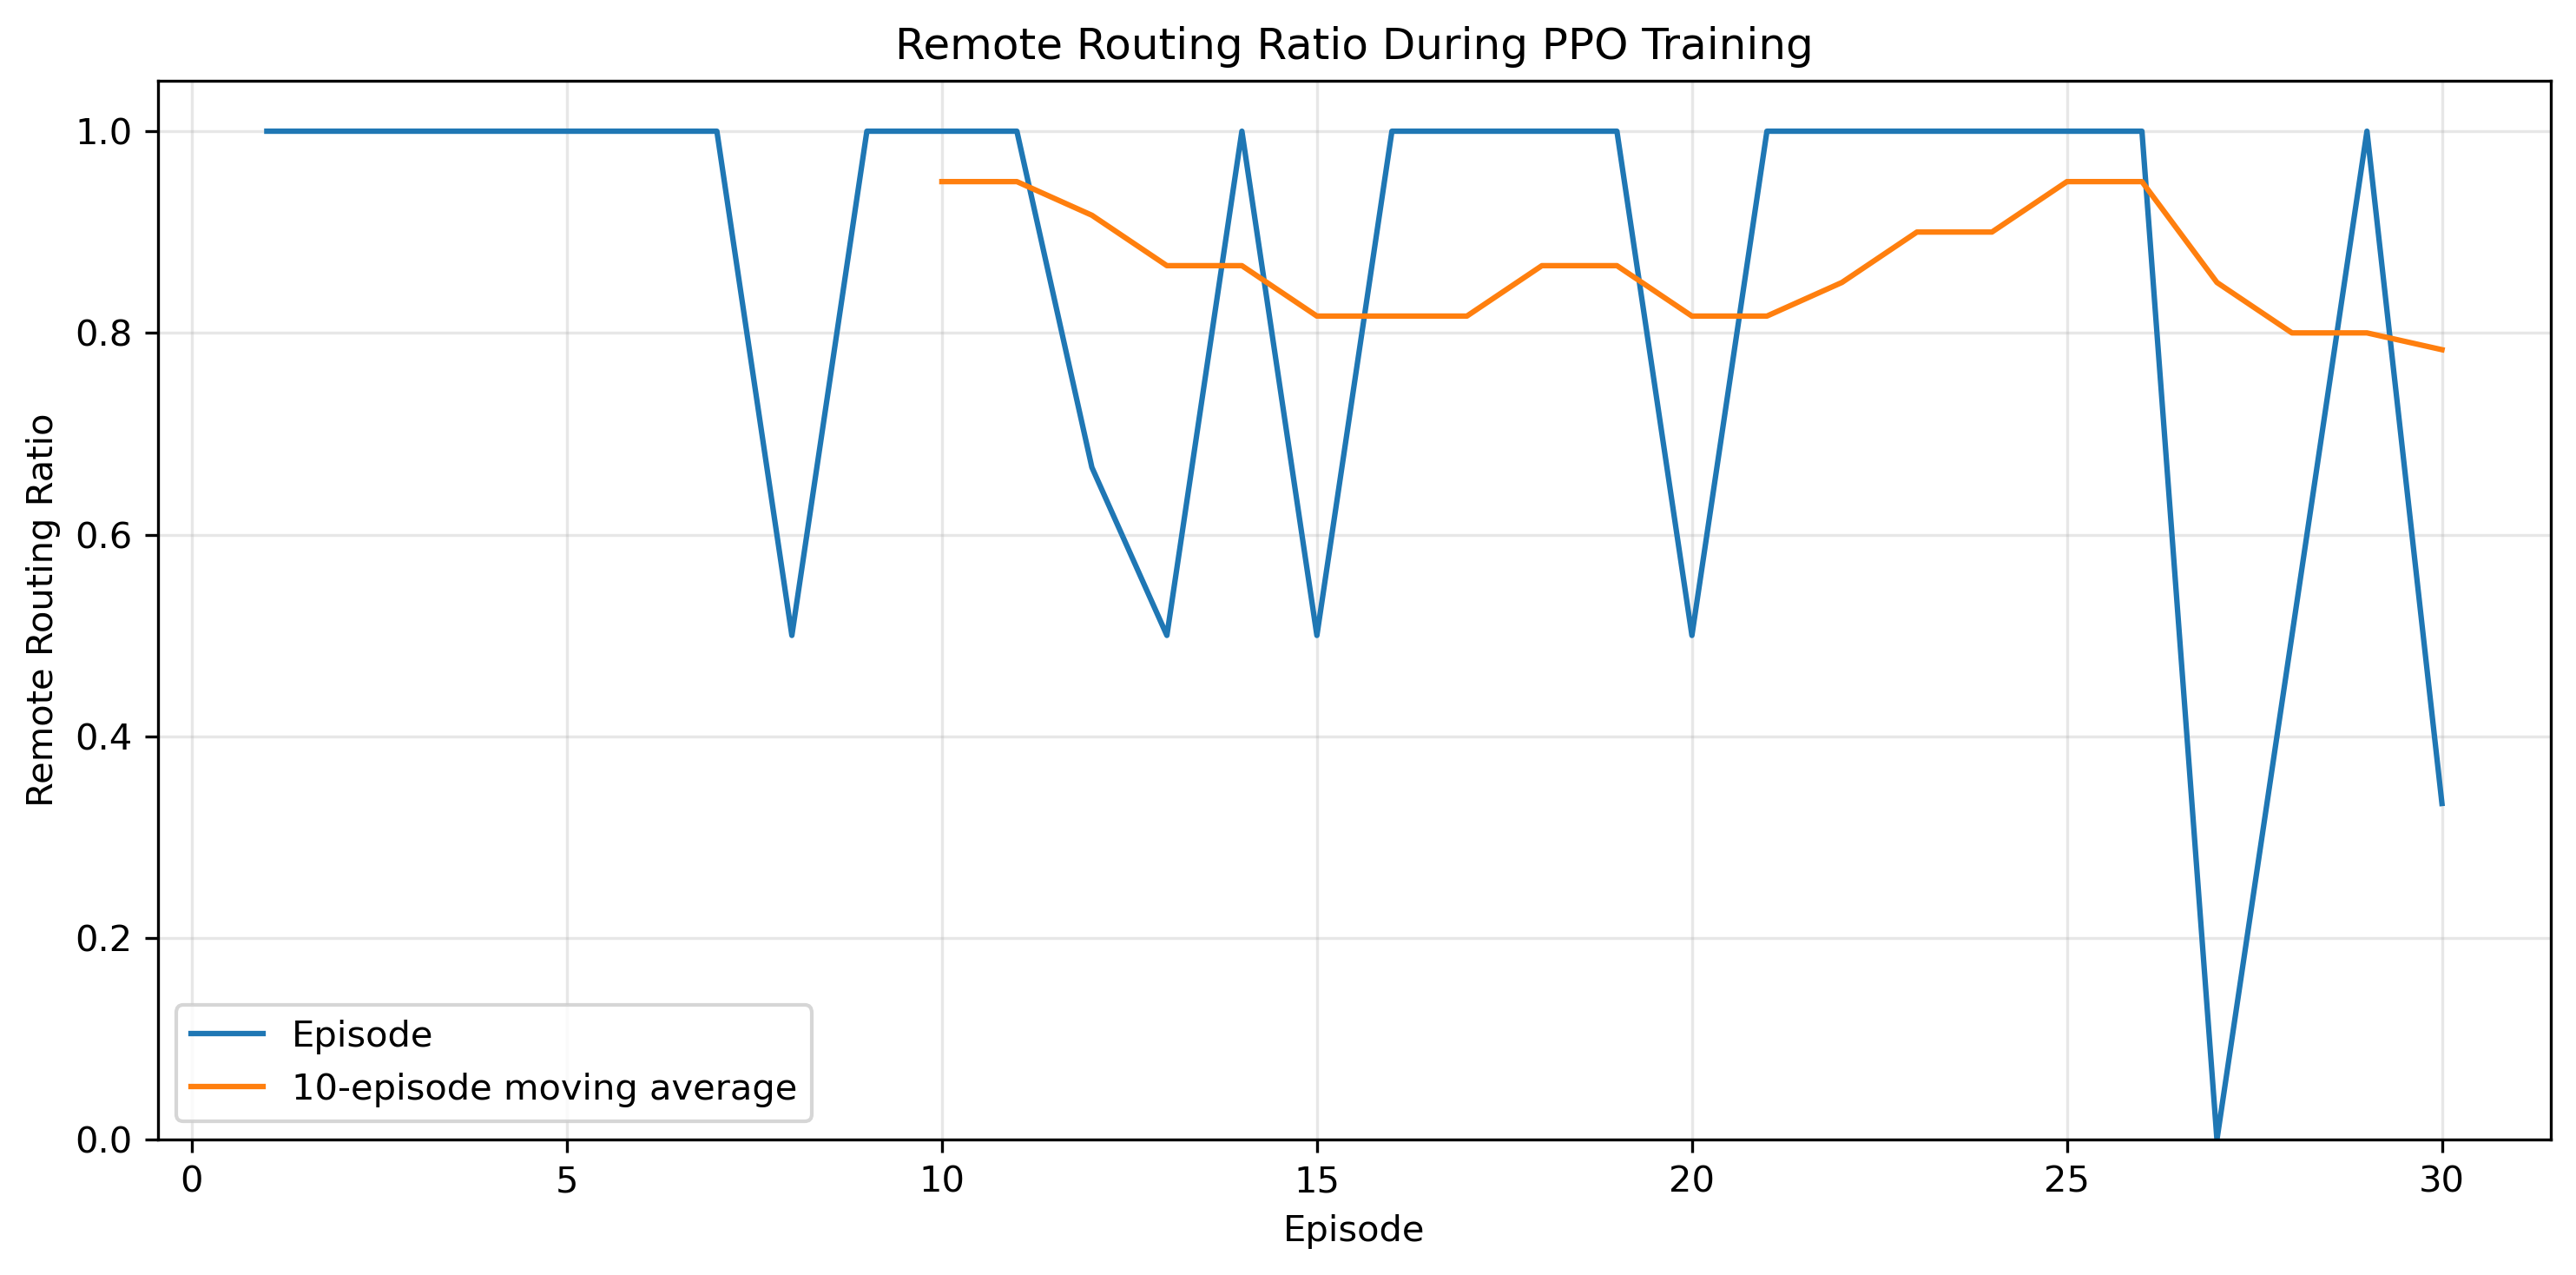 Remote Routing Ratio During PPO Training
1.0
0.8
0.6
0.4
0.2
0.0
Remote Routing Ratio
Episode
10-episode moving average
0 5 10 15 20 25 30
Episode